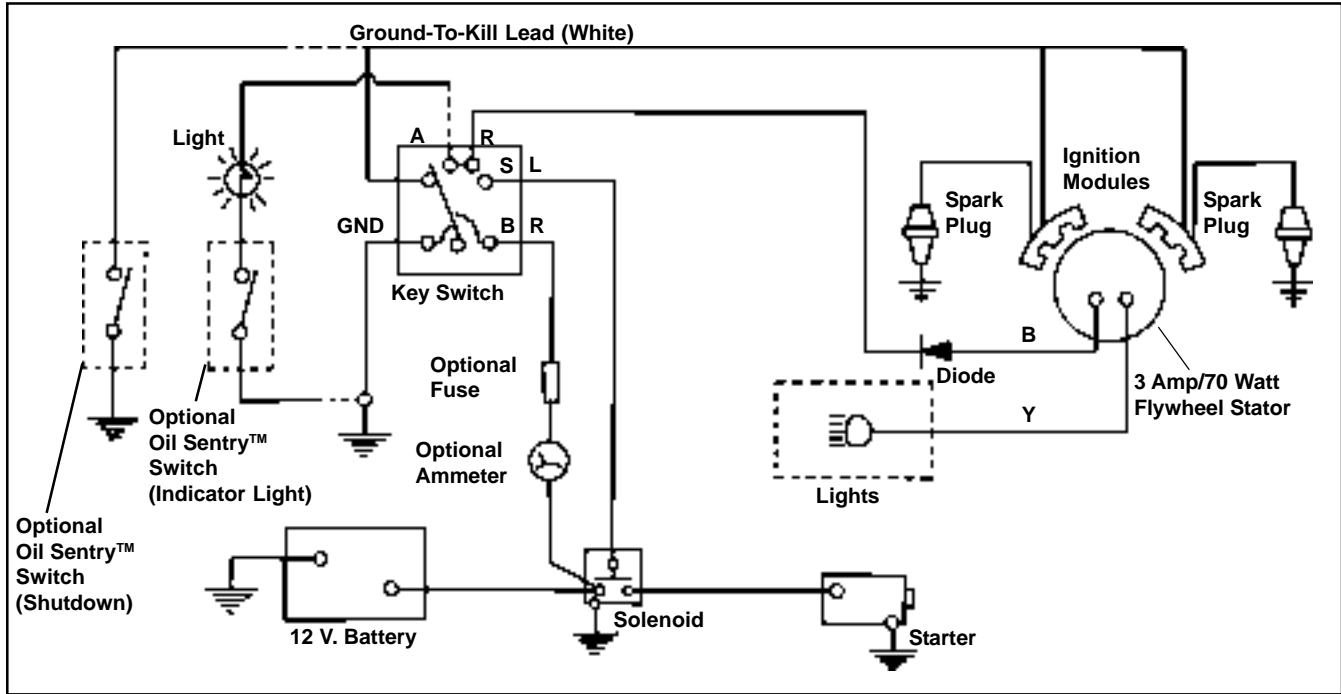 Ground-To-Kill Lead (White)
Light
A
R
S
L
GND
B
R
Key Switch
Spark
Plug
Ignition
Modules
Spark
Plug
Optional
Fuse
B
Diode
3 Amp/70 Watt
Flywheel Stator
Optional
Oil Sentry™
Switch
(Indicator Light)
Optional
Ammeter
Y
Lights
Optional
Oil Sentry™
Switch
(Shutdown)
12 V. Battery
Solenoid
Starter